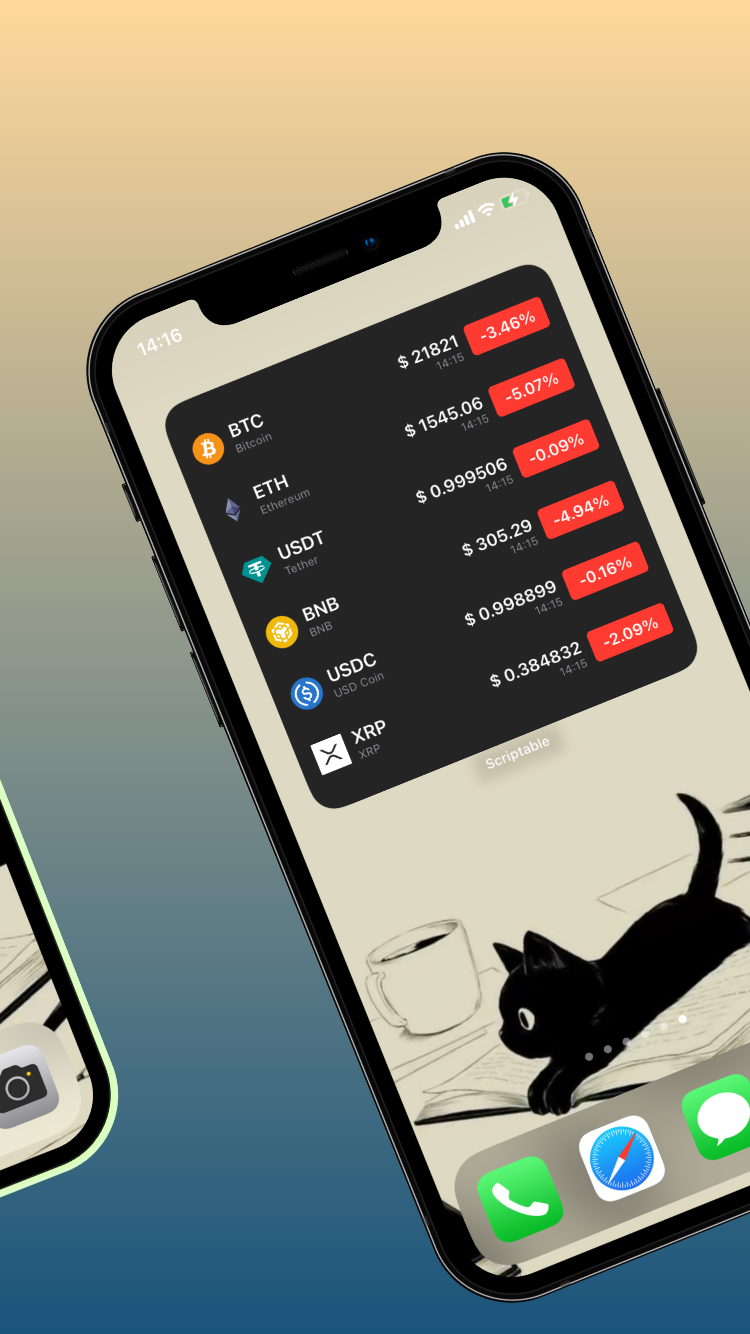 14:16
BTC
Bitcoin
$ 21821
14:15
-3.46%
ETH
Ethereum
$ 1545.06
14:15
-5.07%
USDT
Tether
$ 0.999506
14:15
-0.09%
BNB
BNB
$ 305.29
14:15
-4.94%
USDC
USD Coin
$ 0.998899
14:15
-0.16%
XRP
XRP
$ 0.384832
14:15
-2.09%
Scriptable